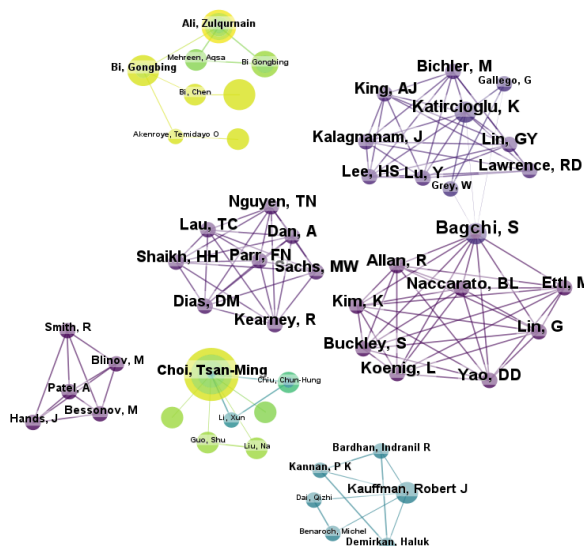 Ali, Zulqurnain
Mehreen, Aqsa
Bi Gongbing
Bi, Gongbing
Bi, Chen
Akenroye, Temidayo O
Bichler, M
Gallego, G
King, AJ
Katircioglu, K
Kalagnanam, J
Lin, GY
Lawrence, RD
Lee, HS
Lu, Y
Grey, W
Nguyen, TN
Lau, TC
Dan, A
Shaikh, HH
Parr, FN
Sachs, MW
Dias, DM
Kearney, R
Bagchi, S
Allan, R
Naccarato, BL
Ettl, M
Kim, K
Lin, G
Buckley, S
Koenig, L
Yao, DD
Smith, R
Blinov, M
Patel, A
Bessonov, M
Hands, J
Choi, Tsan-Ming
Chiu, Chun-Hung
Li, Xun
Guo, Shu
Liu, Na
Bardhan, Indranil R
Kannan, P K
Kauffman, Robert J
Dai, Qizhi
Benaroch, Michel
Demirkan, Haluk